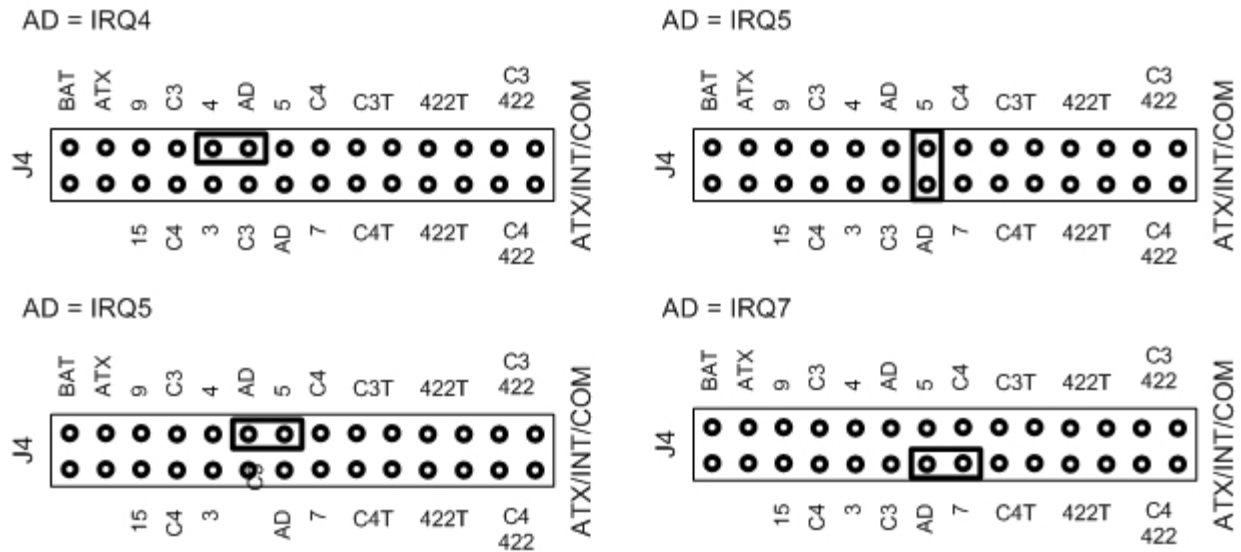 AD = IRQ4
BAT ATX 9 C3 4 AD 5 C4 C3T 422T C3 422
J4
ATX/INT/COM
15 C4 3 C3 AD 7 C4T 422T C4 422
AD = IRQ5
BAT ATX 9 C3 4 AD 5 C4 C3T 422T C3 422
J4
ATX/INT/COM
15 C4 3 C3 AD 7 C4T 422T C4 422
AD = IRQ5
BAT ATX 9 C3 4 AD 5 C4 C3T 422T C3 422
J4
ATX/INT/COM
C3
15 C4 3 AD 7 C4T 422T C4 422
AD = IRQ7
BAT ATX 9 C3 4 AD 5 C4 C3T 422T C3 422
J4
ATX/INT/COM
15 C4 3 C3 AD 7 C4T 422T C4 422